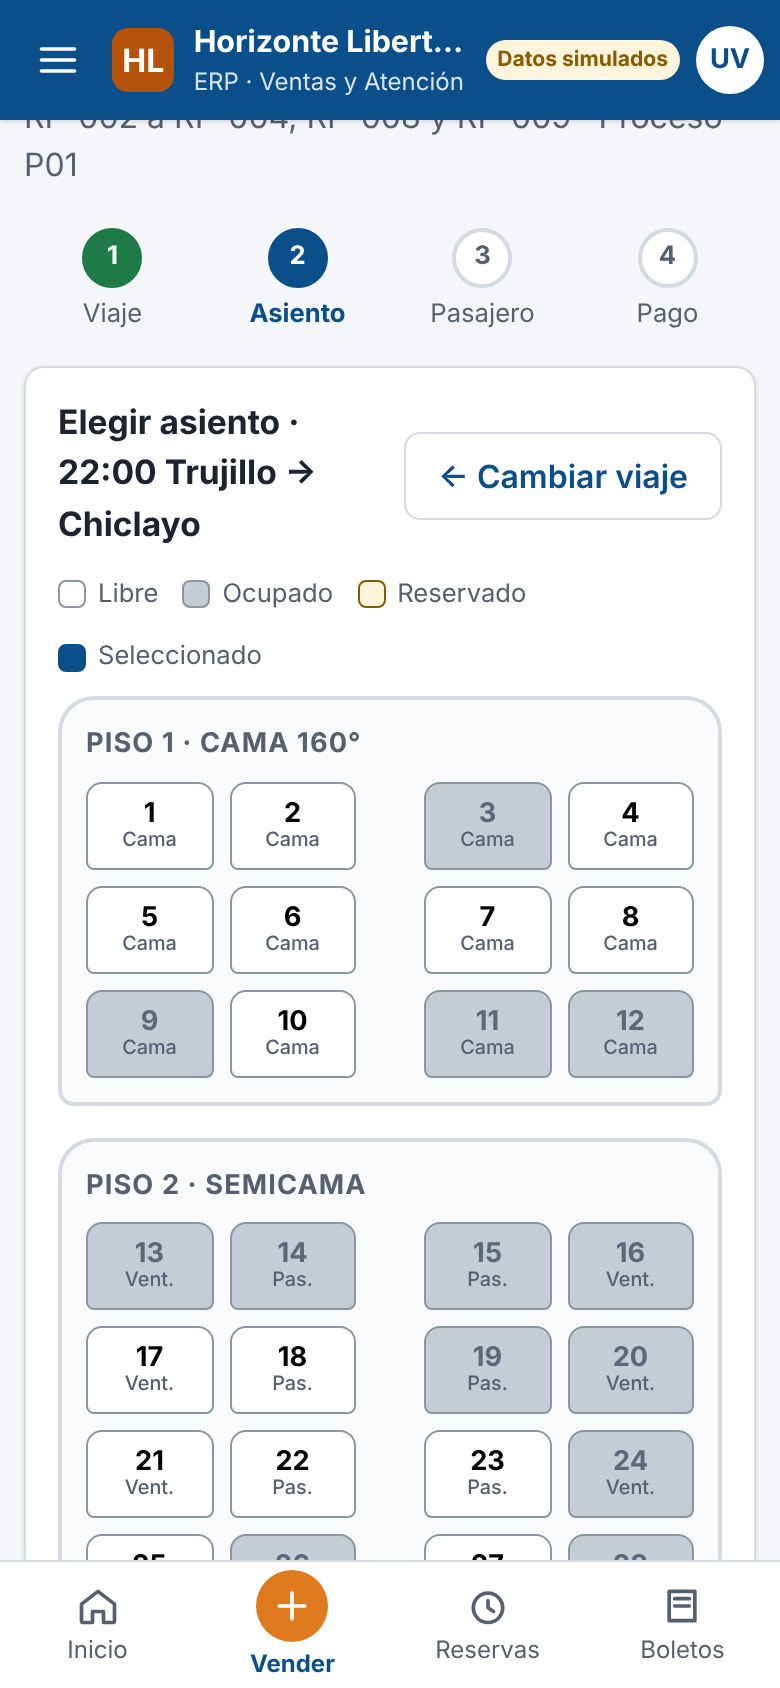 HL
Horizonte Libert...
ERP · Ventas y Atención
Datos simulados
UV
P01
1
Viaje
2
Asiento
3
Pasajero
4
Pago
Elegir asiento ·
22:00 Trujillo →
Chiclayo
← Cambiar viaje
Libre
Ocupado
Reservado
Seleccionado
PISO 1 · CAMA 160°
1
Cama
2
Cama
3
Cama
4
Cama
5
Cama
6
Cama
7
Cama
8
Cama
9
Cama
10
Cama
11
Cama
12
Cama
PISO 2 · SEMICAMA
13
Vent.
14
Pas.
15
Pas.
16
Vent.
17
Vent.
18
Pas.
19
Pas.
20
Vent.
21
Vent.
22
Pas.
23
Pas.
24
Vent.
Inicio
Vender
Reservas
Boletos